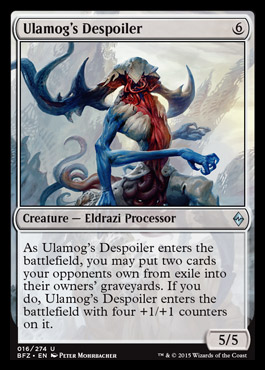 Ulamog's Despoiler 6
Creature — Eldrazi Processor
As Ulamog's Despoiler enters the
battlefield, you may put two cards
your opponents own from exile into
their owners' graveyards. If you
do, Ulamog's Despoiler enters the
battlefield with four +1/+1 counters
on it.
5/5
016/274 U
BFZ • EN Peter Mohrbacher
™ & © 2015 Wizards of the Coast